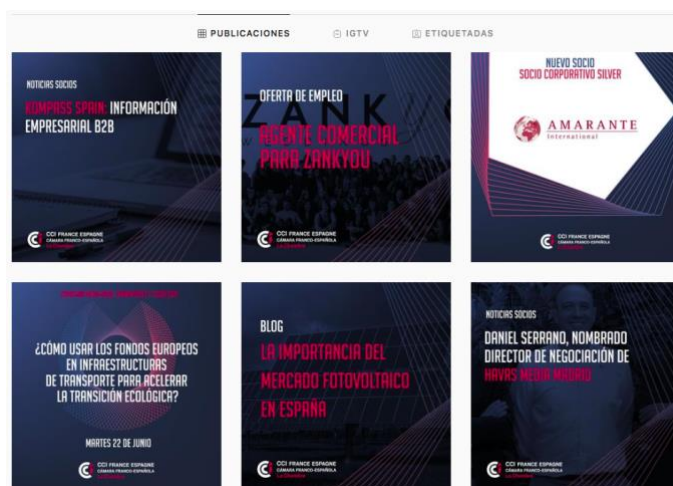 PUBLICACIONES
IGTV
ETIQUETADAS
NOTICIAS SOCIOS
KOMPASS SPAIN: INFORMACIÓN
EMPRESARIAL B2B
CCI FRANCE ESPAGNE
CÁMARA FRANCO-ESPAÑOLA
OFERTA DE EMPLEO
ZANKYO
AGENTE COMERCIAL
PARA ZANKYOU
CCI FRANCE ESPAGNE
CÁMARA FRANCO-ESPAÑOLA
NUEVO SOCIO
SOCIO CORPORATIVO SILVER
AMARANTE
International
CCI FRANCE ESPAGNE
CÁMARA FRANCO-ESPAÑOLA
¿CÓMO USAR LOS FONDOS EUROPEOS
EN INFRAESTRUCTURAS
DE TRANSPORTE PARA ACELERAR
LA TRANSICIÓN ECOLÓGICA?
MARTES 22 DE JUNIO
CCI FRANCE ESPAGNE
CÁMARA FRANCO-ESPAÑOLA
BLOG
LA IMPORTANCIA DEL
MERCADO FOTOVOLTAICO
EN ESPAÑA
CCI FRANCE ESPAGNE
CÁMARA FRANCO-ESPAÑOLA
NOTICIAS SOCIOS
DANIEL SERRANO, NOMBRADO
DIRECTOR DE NEGOCIACIÓN DE
HAVAS MEDIA MADRID
CCI FRANCE ESPAGNE
CÁMARA FRANCO-ESPAÑOLA